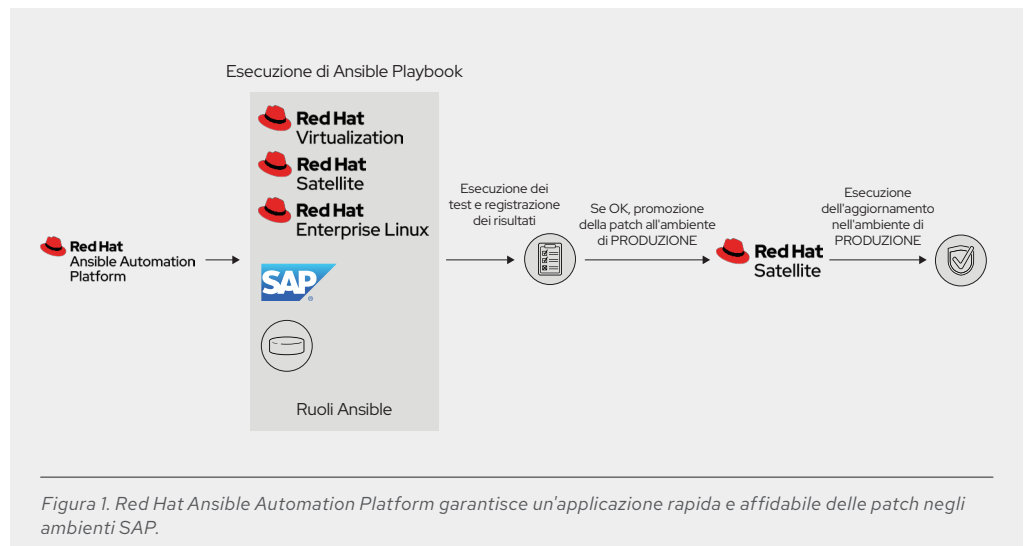 Esecuzione di Ansible Playbook
Red Hat
Virtualization
Red Hat
Satellite
Red Hat
Enterprise Linux
SAP
®
Ruoli Ansible
Red Hat
Ansible Automation
Platform
Esecuzione dei
test e registrazione
dei risultati
Se OK, promozione
della patch all'ambiente
di PRODUZIONE
Red Hat
Satellite
Esecuzione
dell'aggiornamento
nell'ambiente di
PRODUZIONE
Figura 1. Red Hat Ansible Automation Platform garantisce un'applicazione rapida e affidabile delle patch negli
ambienti SAP.